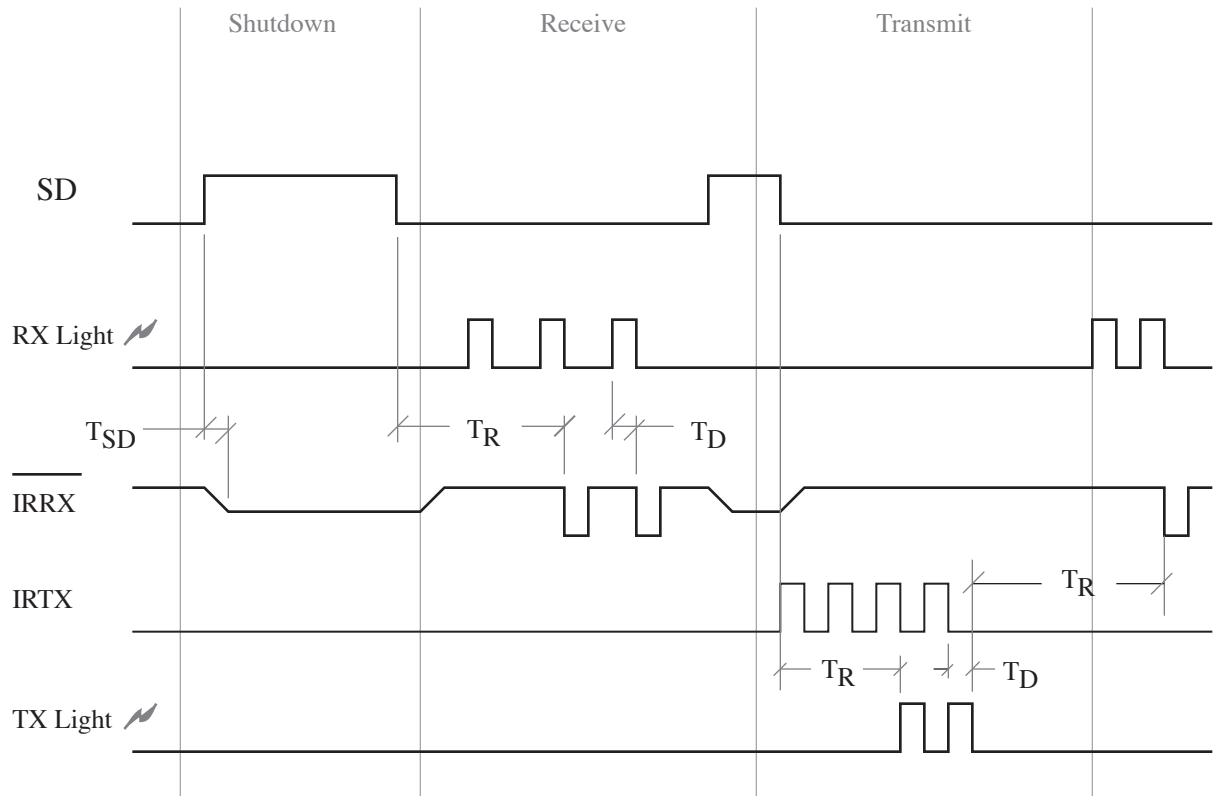 Shutdown Receive Transmit
SD
RX Light
TSD TR TD
IRRX
IRTX TR
TR TD
TX Light